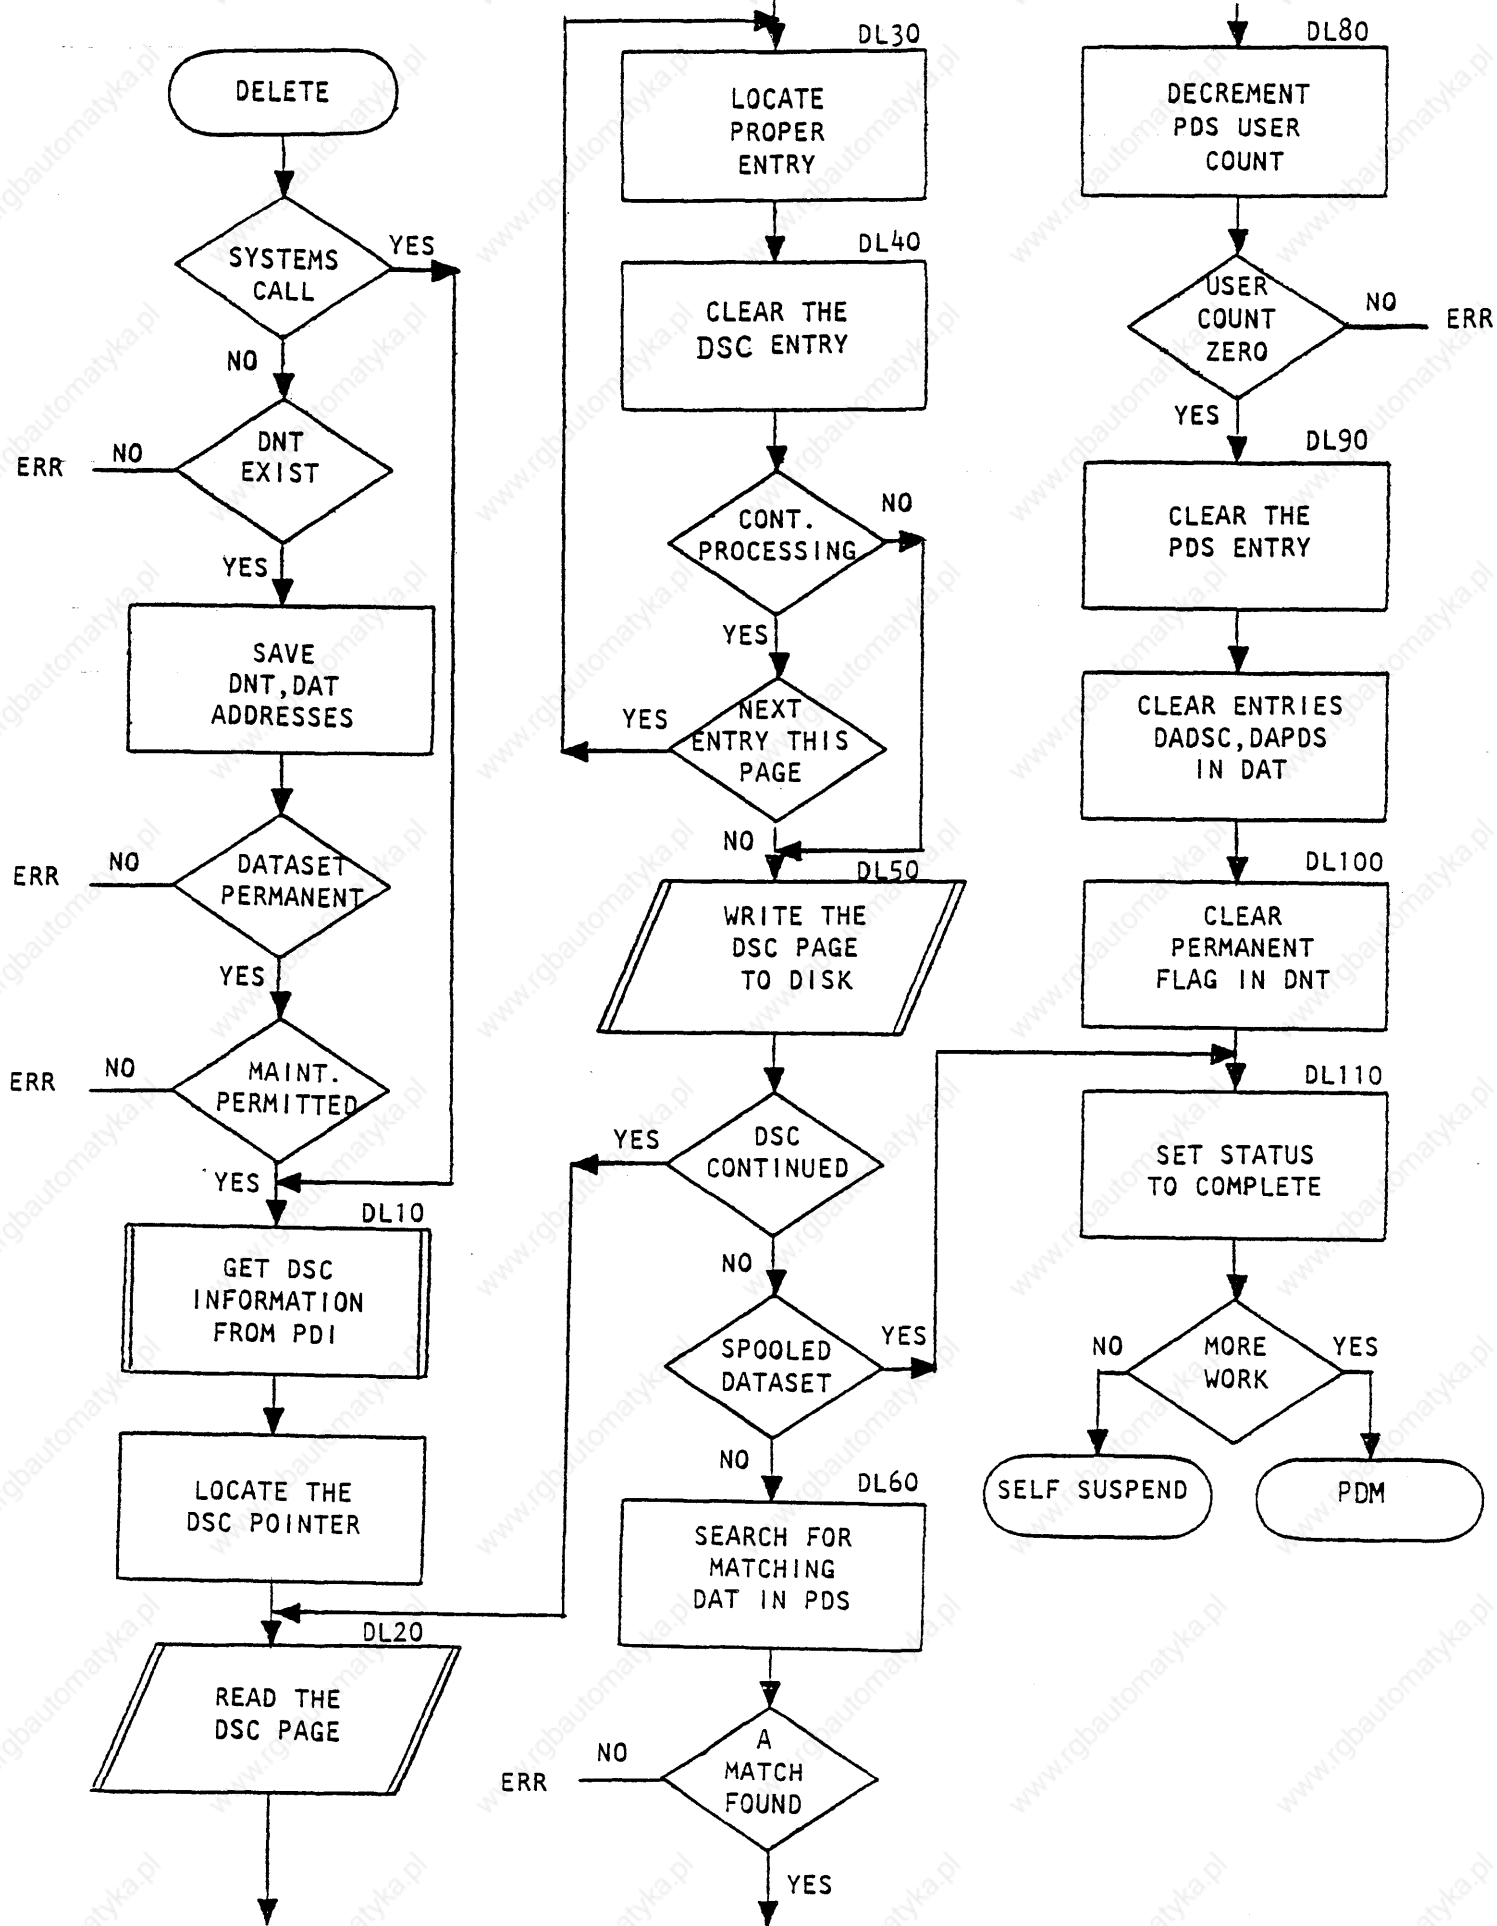 DELETE
SYSTEMS
CALL
YES
NO
DNT
EXIST
NO
ERR
YES
SAVE
DNT,DAT
ADDRESSES
DATASET
PERMANENT
NO
ERR
YES
MAINT.
PERMITTED
NO
ERR
YES
DL10
GET DSC
INFORMATION
FROM PDI
LOCATE THE
DSC POINTER
DL20
READ THE
DSC PAGE
DL30
LOCATE
PROPER
ENTRY
DL40
CLEAR THE
DSC ENTRY
CONT.
PROCESSING
NO
YES
NEXT
ENTRY THIS
PAGE
YES
NO
DL50
WRITE THE
DSC PAGE
TO DISK
DSC
CONTINUED
YES
NO
SPOOLED
DATASET
YES
NO
DL60
SEARCH FOR
MATCHING
DAT IN PDS
A
MATCH
FOUND
NO
ERR
YES
DL80
DECREMENT
PDS USER
COUNT
USER
COUNT
ZERO
NO
ERR
YES
DL90
CLEAR THE
PDS ENTRY
CLEAR ENTRIES
DADSC,DAPDS
IN DAT
DL100
CLEAR
PERMANENT
FLAG IN DNT
DL110
SET STATUS
TO COMPLETE
MORE
WORK
NO
YES
SELF SUSPEND
PDM
www.rgbautomatyka.pl